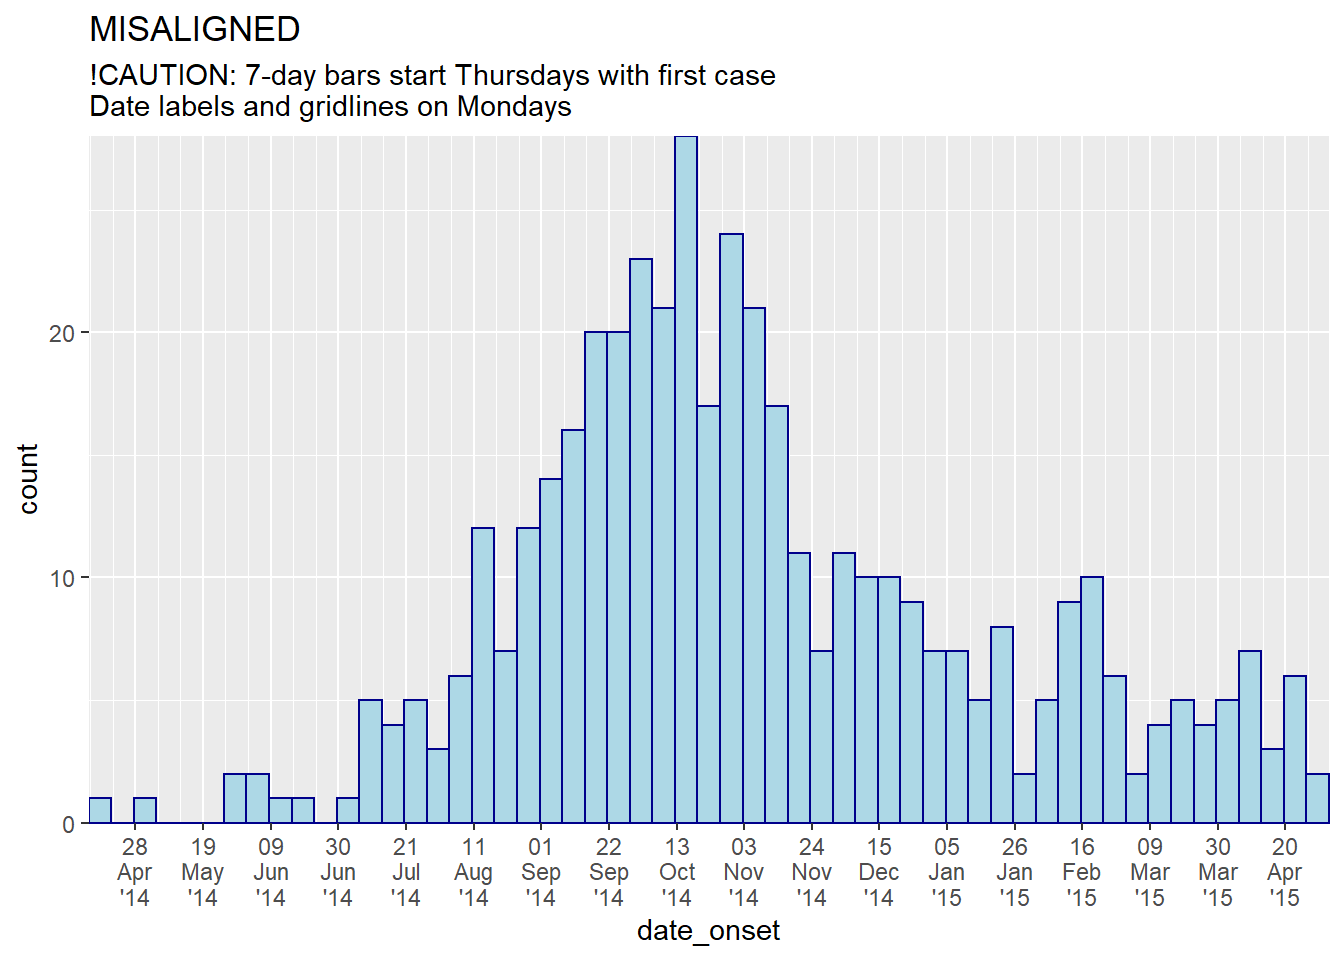 MISALIGNED
!CAUTION: 7-day bars start Thursdays with first case
Date labels and gridlines on Mondays
count
20
10
0
28 19 09 30 21 11 01 22 13 03 24 15 05 26 16 09 30 20
Apr May Jun Jun Jul Aug Sep Sep Oct Nov Nov Dec Jan Jan Feb Mar Mar Apr
'14 '14 '14 '14 '14 '14 '14 '14 '14 '14 '14 '14 '15 '15 '15 '15 '15 '15
date_onset